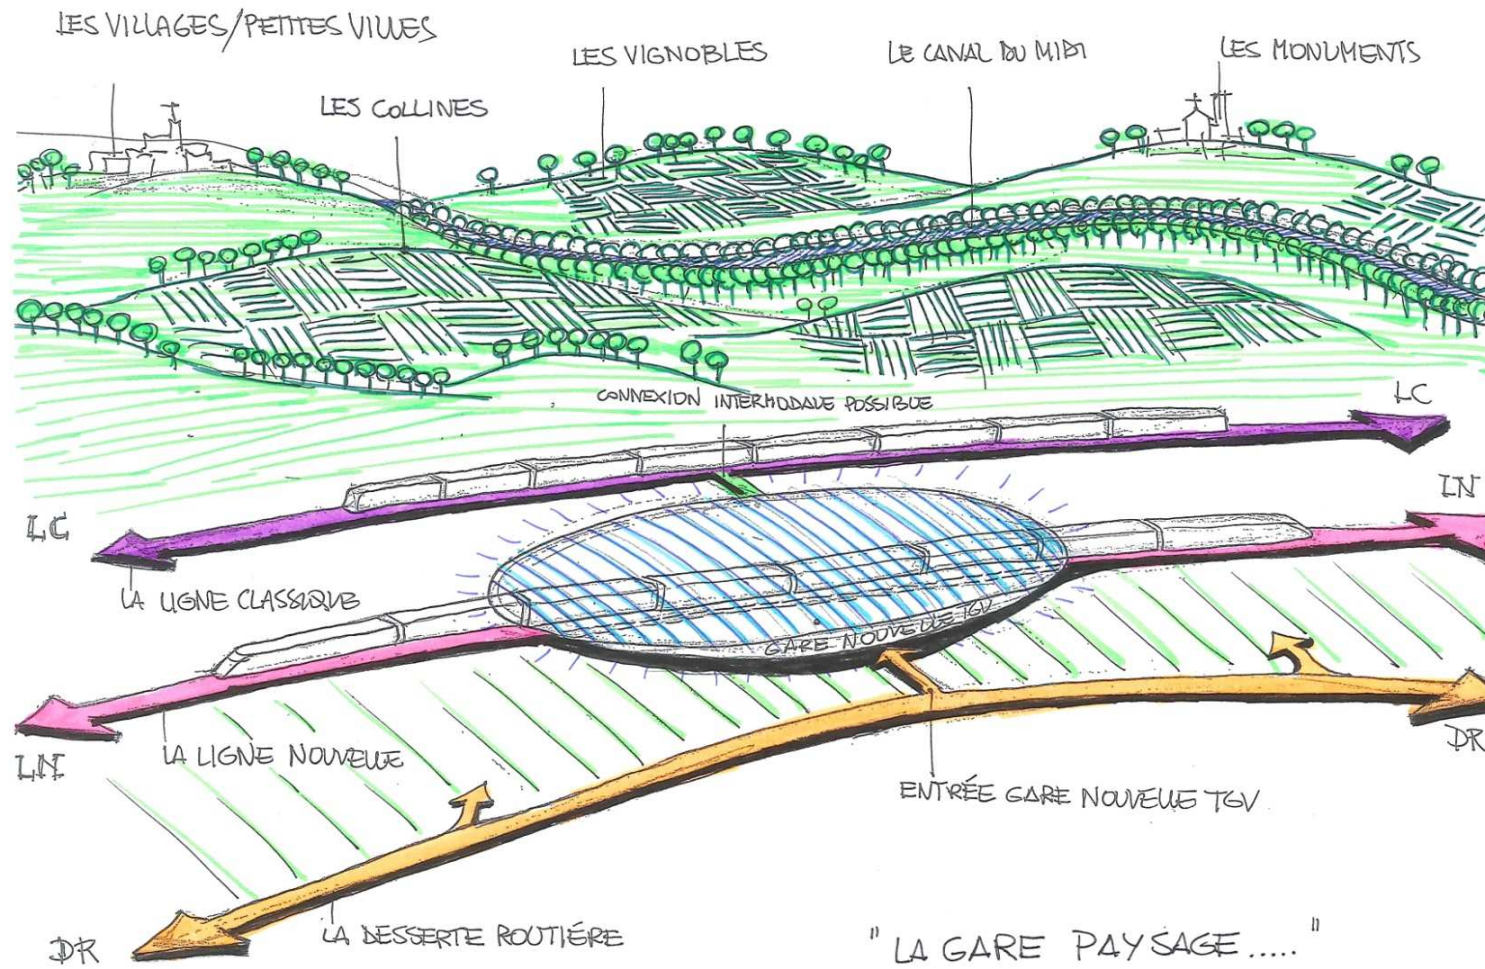 LES VILLAGES/PETITES VILLES
LES VIGNOBLES
LE CANAL DU MIDI
LES MONUMENTS
LES COLLINES
CONNEXION INTERMODALE POSSIBLE
LC
LN
LC
LA LIGNE CLASSIQUE
GARE NOUVELLE TGV
LN
LA LIGNE NOUVELLE
DR
ENTRÉE GARE NOUVELLE TGV
DR
LA DESSERTE ROUTIÉRE
"LA GARE PAYSAGE....."